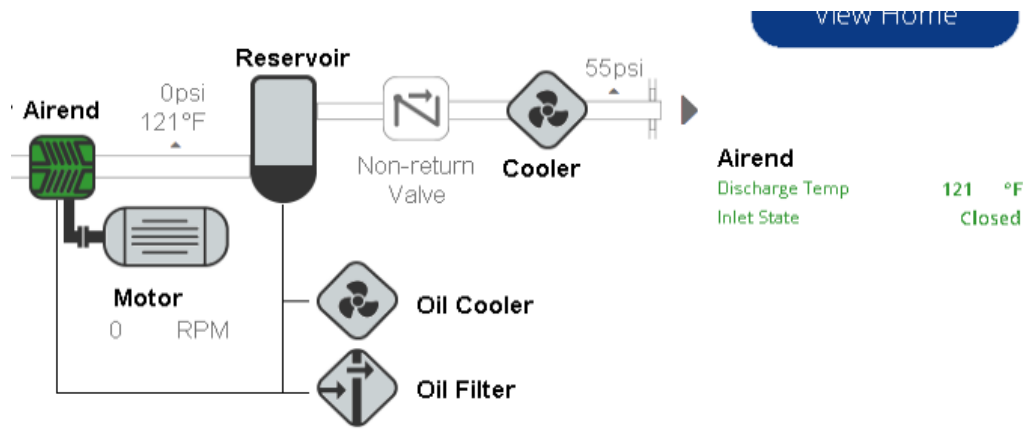 View Home
Reservoir
55psi
Airend
0psi
121°F
Non-return
Valve
Cooler
Airend
Discharge Temp 121 °F
Inlet State Closed
Motor
0 RPM
Oil Cooler
Oil Filter